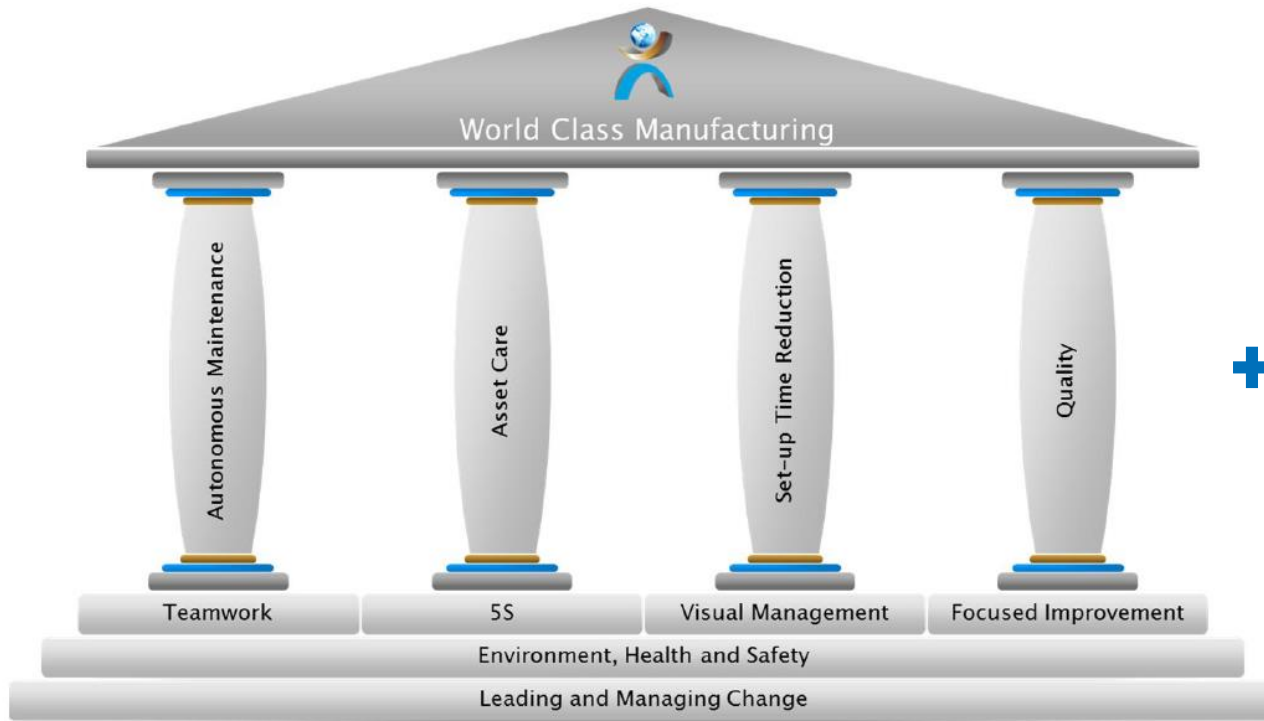 World Class Manufacturing
Autonomous Maintenance
Asset Care
Set-up Time Reduction
Quality
Teamwork
5S
Visual Management
Focused Improvement
Environment, Health and Safety
Leading and Managing Change